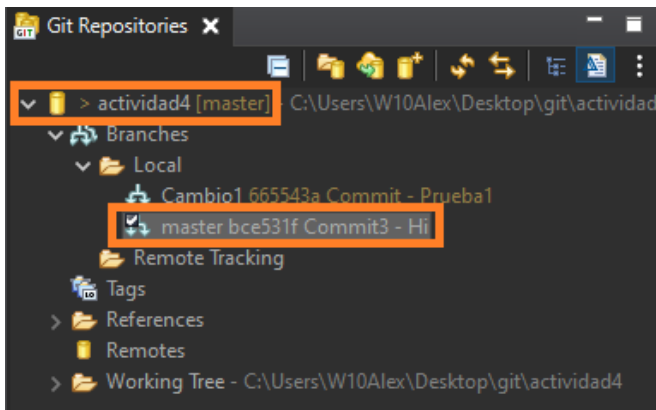 Git Repositories
> actividad4 [master] - C:\Users\W10Alex\Desktop\git\actividad
Branches
Local
Cambio1 665543a Commit - Prueba1
master bce531f Commit3 - Hi
Remote Tracking
Tags
References
Remotes
Working Tree - C:\Users\W10Alex\Desktop\git\actividad4